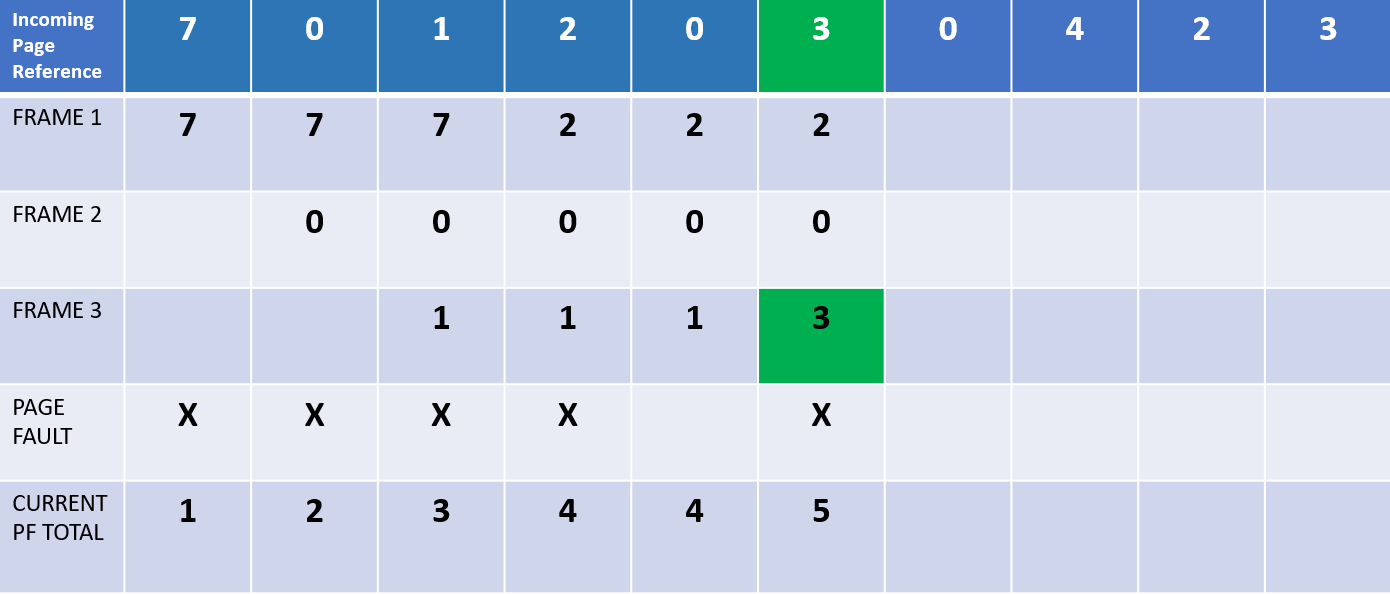 Incoming
Page
Reference
7 0 1 2 0 3 0 4 2 3
FRAME 1 7 7 7 2 2 2
FRAME 2 0 0 0 0 0
FRAME 3 1 1 1 3
PAGE
FAULT X X X X X
CURRENT
PF TOTAL 1 2 3 4 4 5